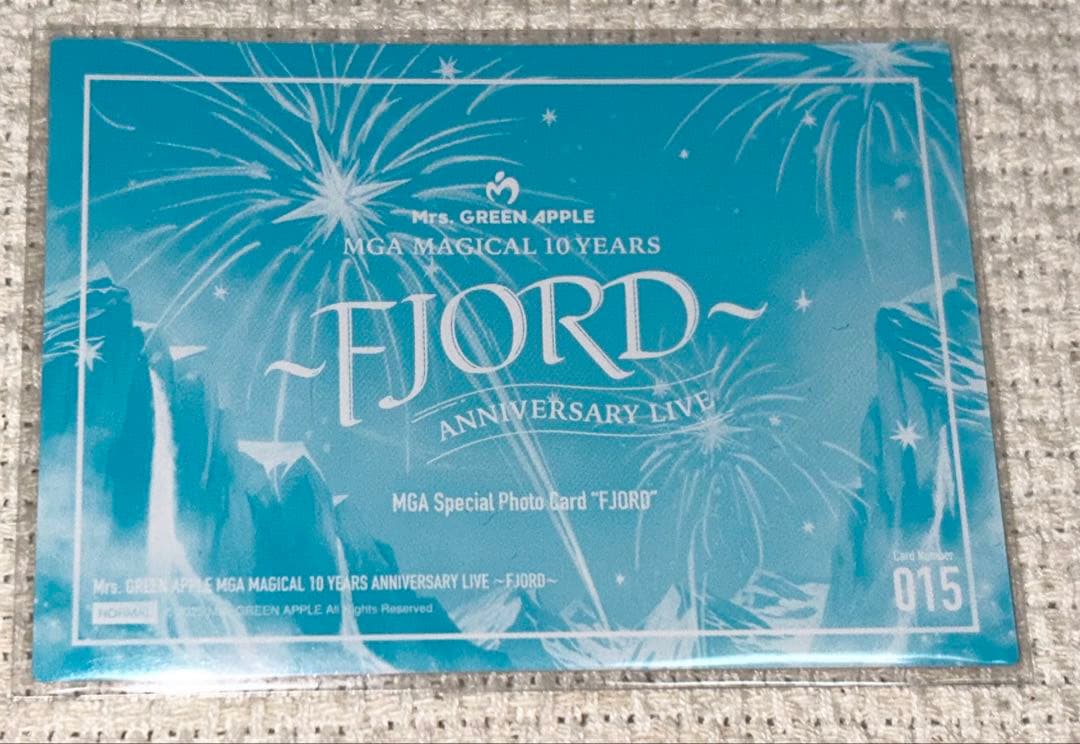 Mrs. GREEN APPLE
MGA MAGICAL 10 YEARS
~FJORD~
ANNIVERSARY LIVE
MGA Special Photo Card "FJORD"
Card Number
015
Mrs. GREEN APPLE MGA MAGICAL 10 YEARS ANNIVERSARY LIVE ~FJORD~
NORMAL
GREEN APPLE All Rights Reserved